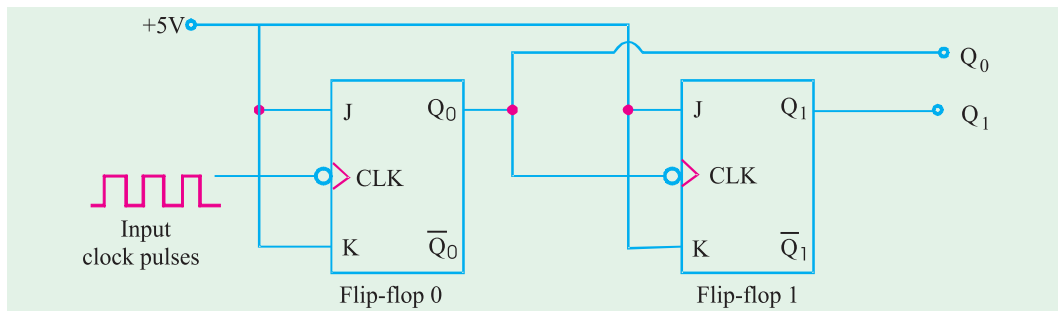 +5V
Q₀
J
Q₀
J
Q₁
Q₁
CLK
CLK
Input
clock pulses
K
Q̅₀
K
Q̅₁
Flip-flop 0
Flip-flop 1